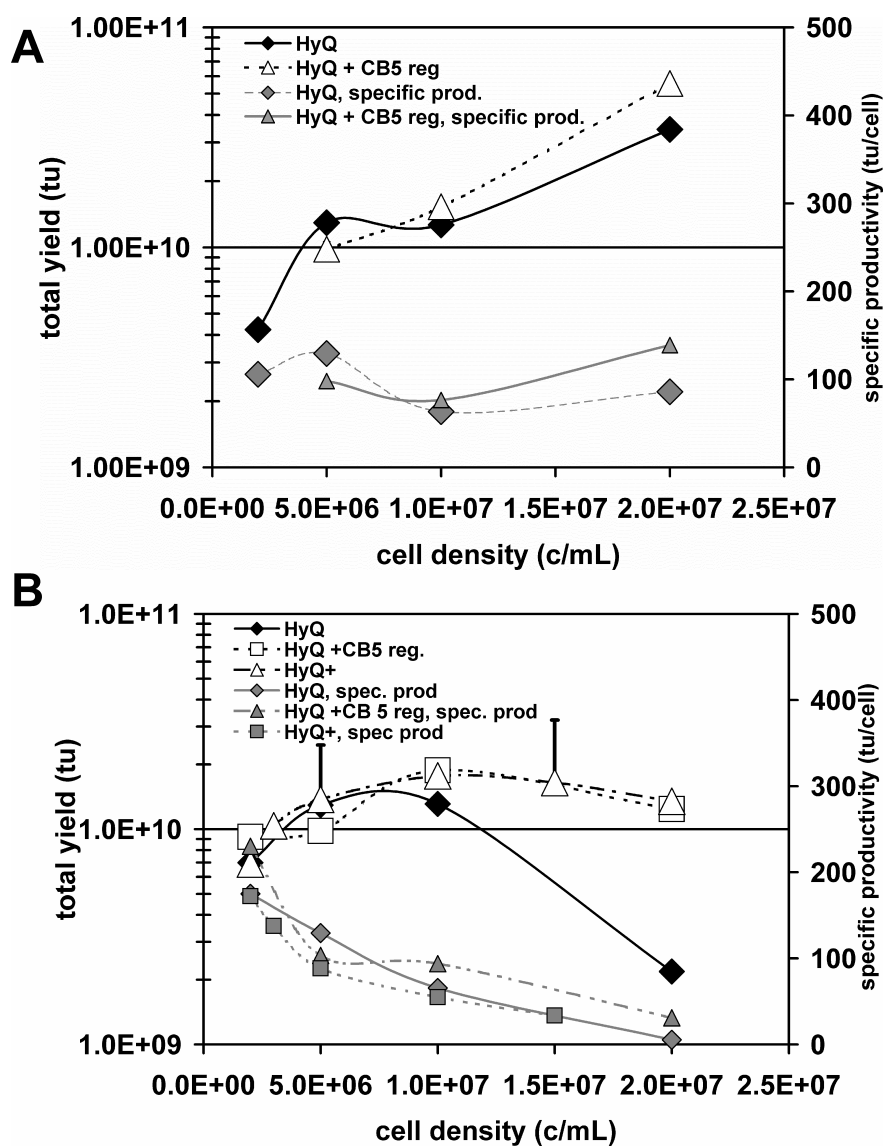 A
1.00E+11
500
HyQ
HyQ + CB5 reg
HyQ, specific prod.
HyQ + CB5 reg, specific prod.
400
300
1.00E+10
200
100
1.00E+09
0
total yield (tu)
specific productivity (tu/cell)
0.0E+00 5.0E+06 1.0E+07 1.5E+07 2.0E+07 2.5E+07
cell density (c/mL)
B
1.0E+11
500
HyQ
HyQ +CB5 reg.
HyQ+
HyQ, spec. prod
HyQ +CB 5 reg, spec. prod
HyQ+, spec prod
400
300
1.0E+10
200
100
1.0E+09
0
total yield (tu)
specific productivity (tu/cell)
0.0E+00 5.0E+06 1.0E+07 1.5E+07 2.0E+07 2.5E+07
cell density (c/mL)